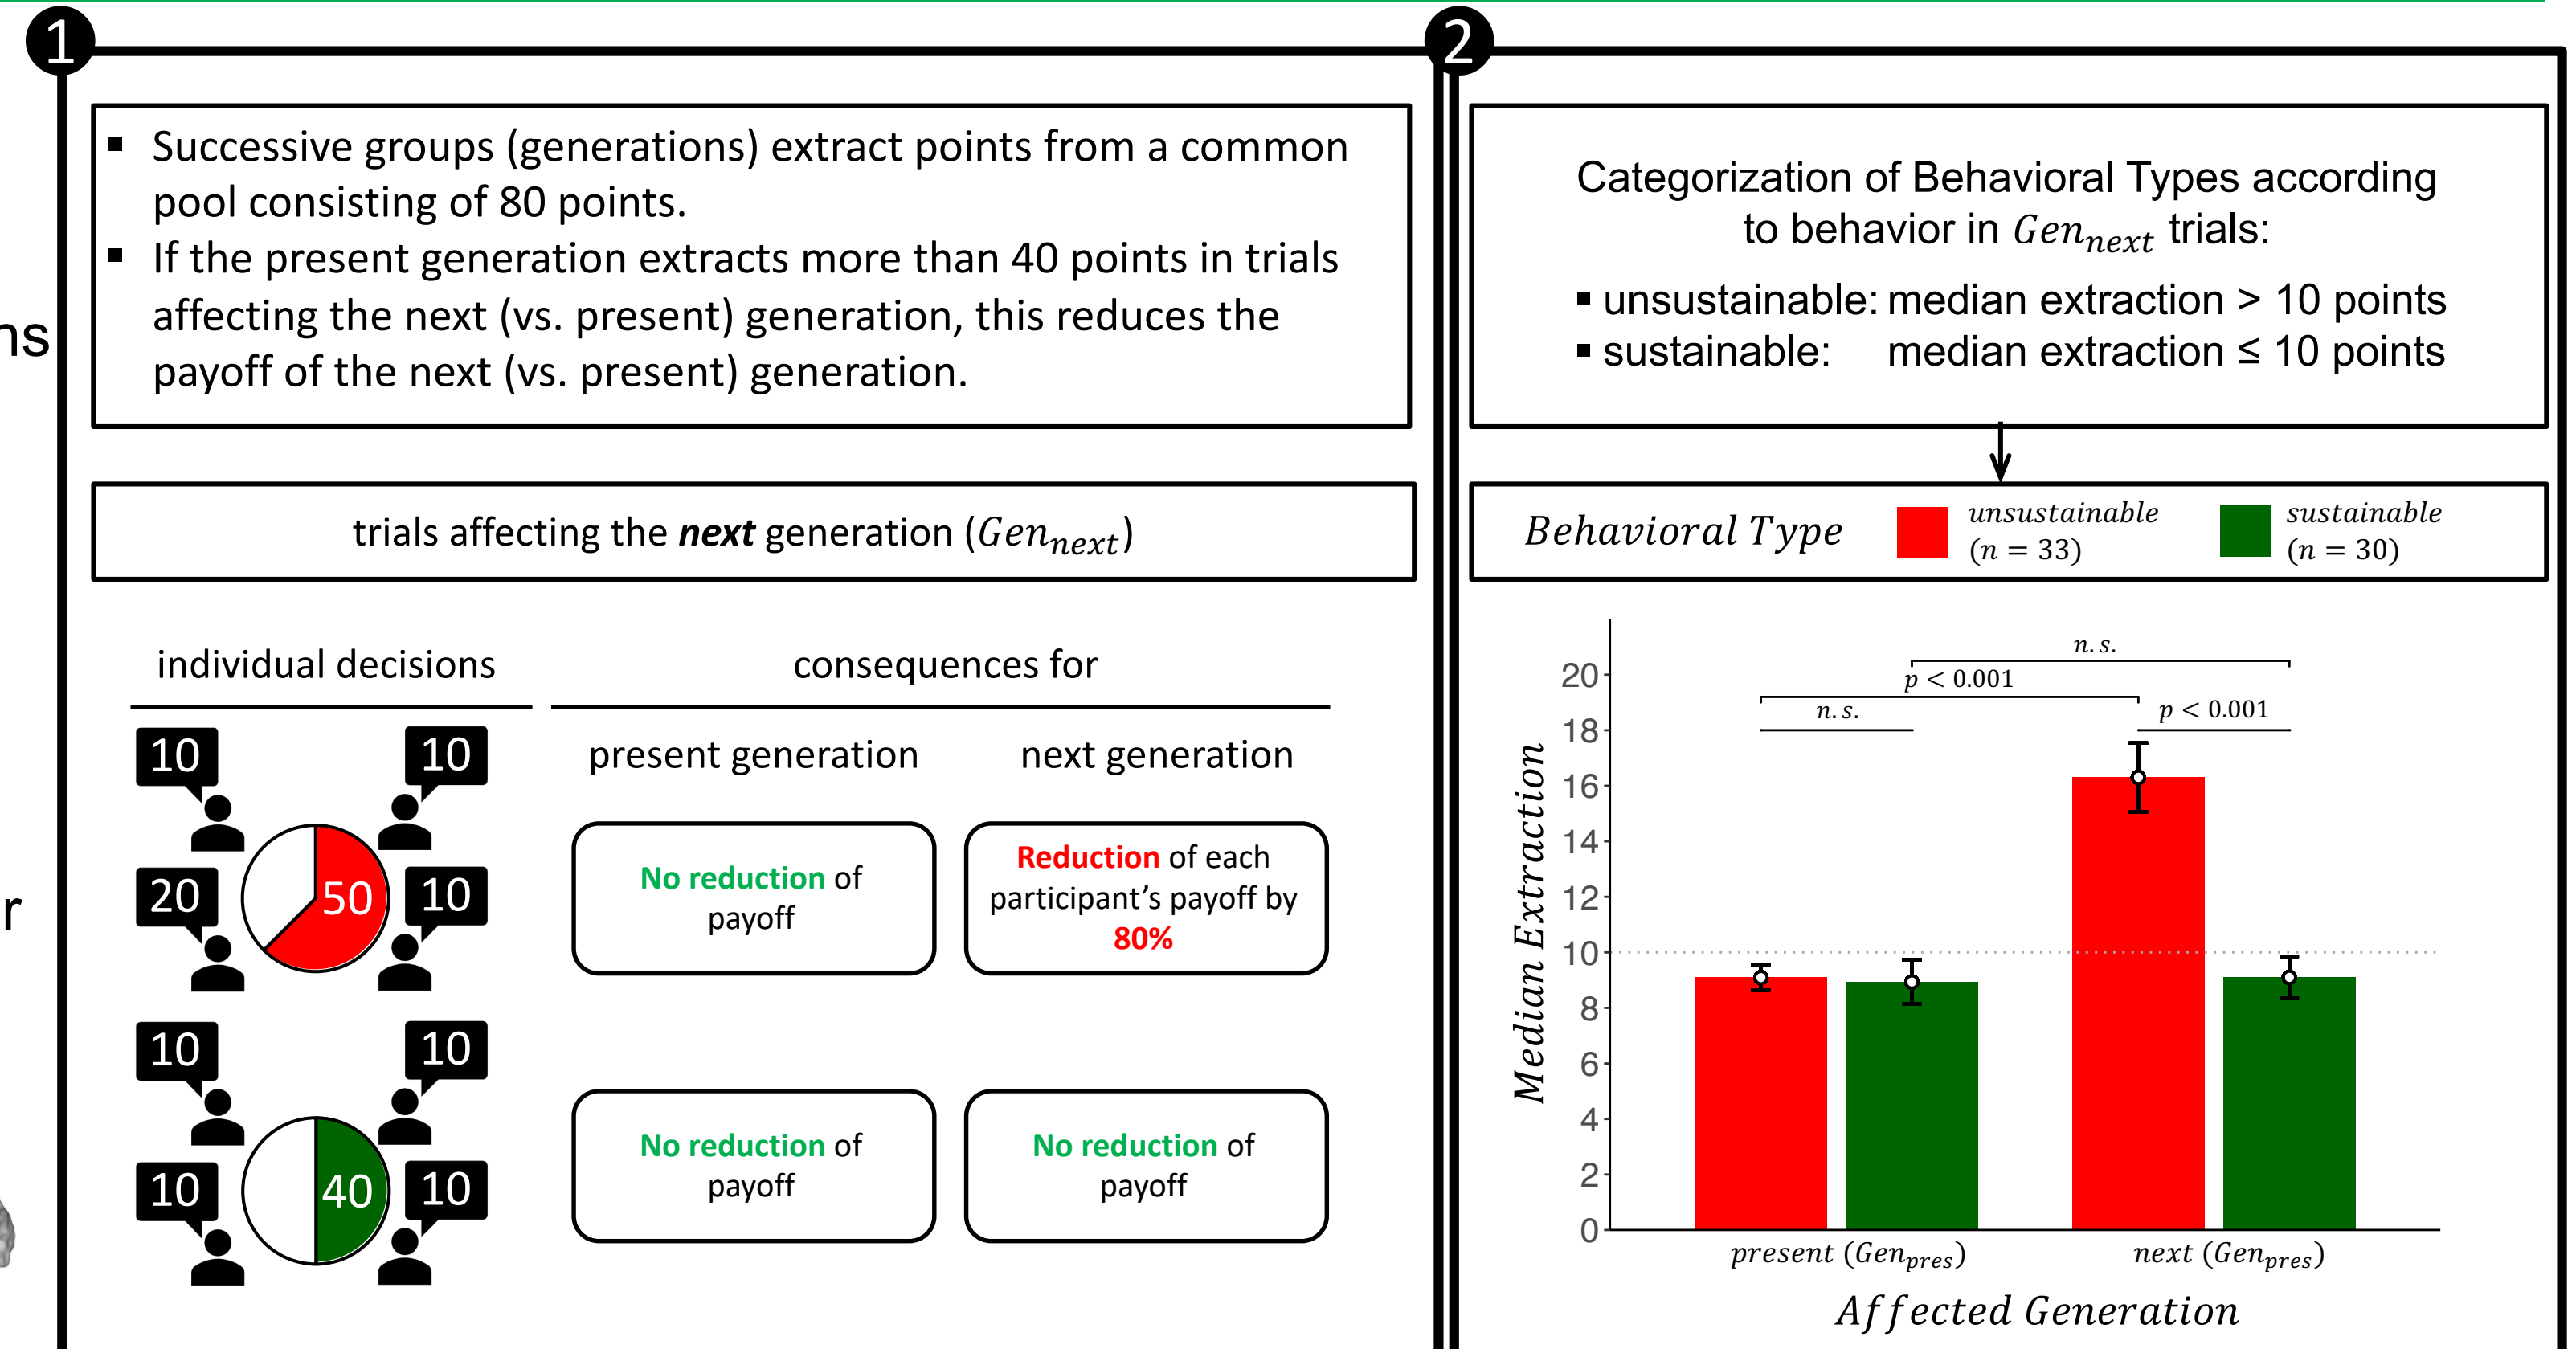 1
▪ Successive groups (generations) extract points from a common
pool consisting of 80 points.
▪ If the present generation extracts more than 40 points in trials
affecting the next (vs. present) generation, this reduces the
payoff of the next (vs. present) generation.
trials affecting the next generation (Gen_next)
individual decisions
consequences for
present generation
next generation
10
10
20
50
10
No reduction of
payoff
Reduction of each
participant's payoff by
80%
10
10
10
40
10
No reduction of
payoff
No reduction of
payoff
ns
r
2
Categorization of Behavioral Types according
to behavior in Gen_next trials:
▪ unsustainable: median extraction > 10 points
▪ sustainable: median extraction ≤ 10 points
Behavioral Type
unsustainable
(n = 33)
sustainable
(n = 30)
n.s.
p < 0.001
n.s.
p < 0.001
Median Extraction
20
18
16
14
12
10
8
6
4
2
0
present (Gen_pres)
next (Gen_pres)
Affected Generation